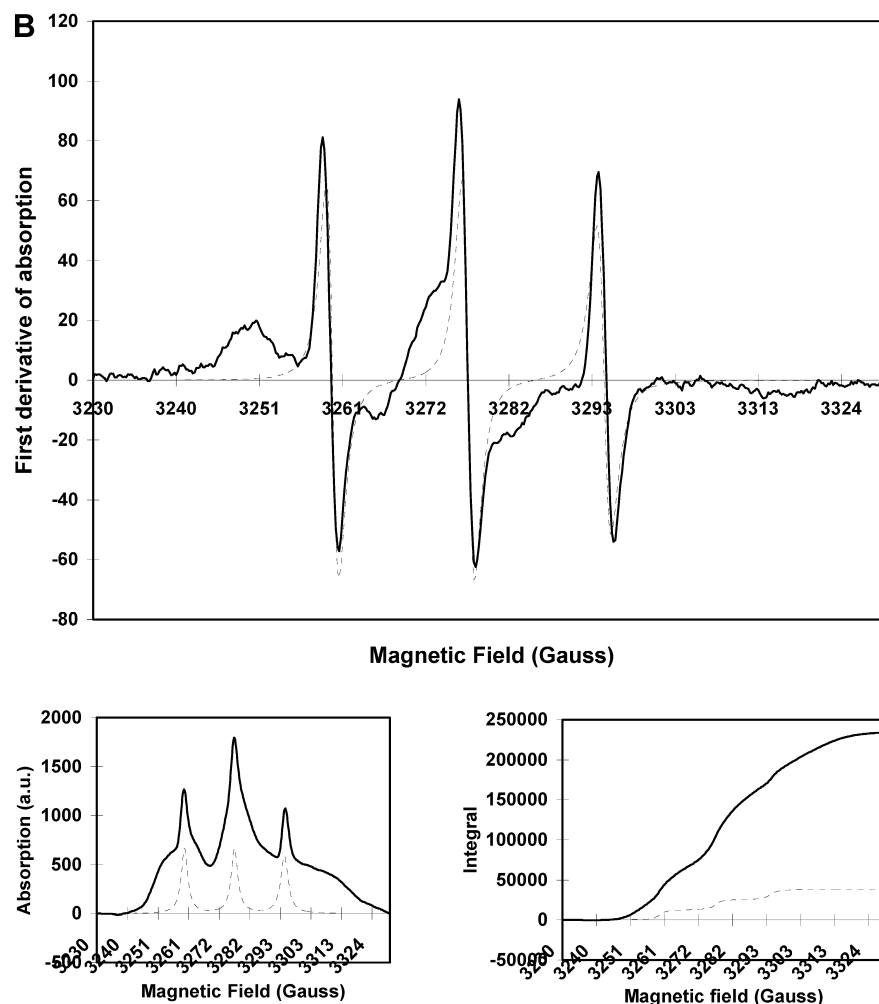 B
First derivative of absorption
120
100
80
60
40
20
0
-20
-40
-60
-80
3230 3240 3251 3261 3272 3282 3293 3303 3313 3324
Magnetic Field (Gauss)
Absorption (a.u.)
2000
1500
1000
500
0
-500
3230 3240 3251 3261 3272 3282 3293 3303 3313 3324
Magnetic Field (Gauss)
Integral
250000
200000
150000
100000
50000
0
-50000
3230 3240 3251 3261 3272 3282 3293 3303 3313 3324
Magnetic field (Gauss)